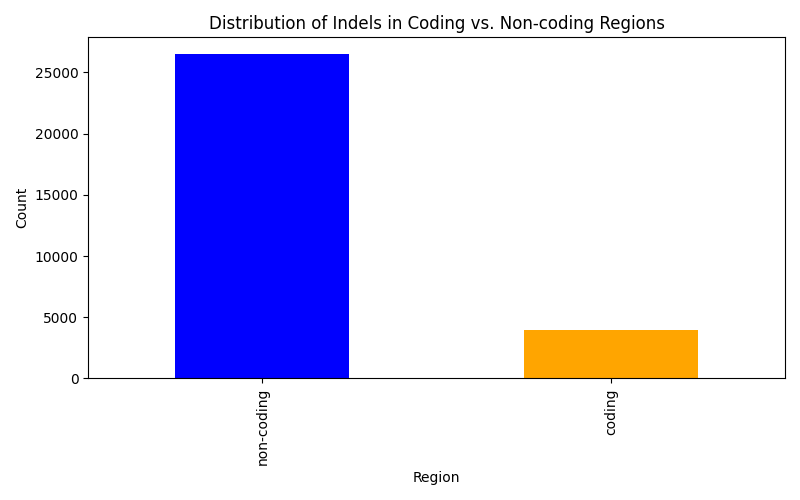 Distribution of Indels in Coding vs. Non-coding Regions
Count
25000
20000
15000
10000
5000
0
non-coding
coding
Region